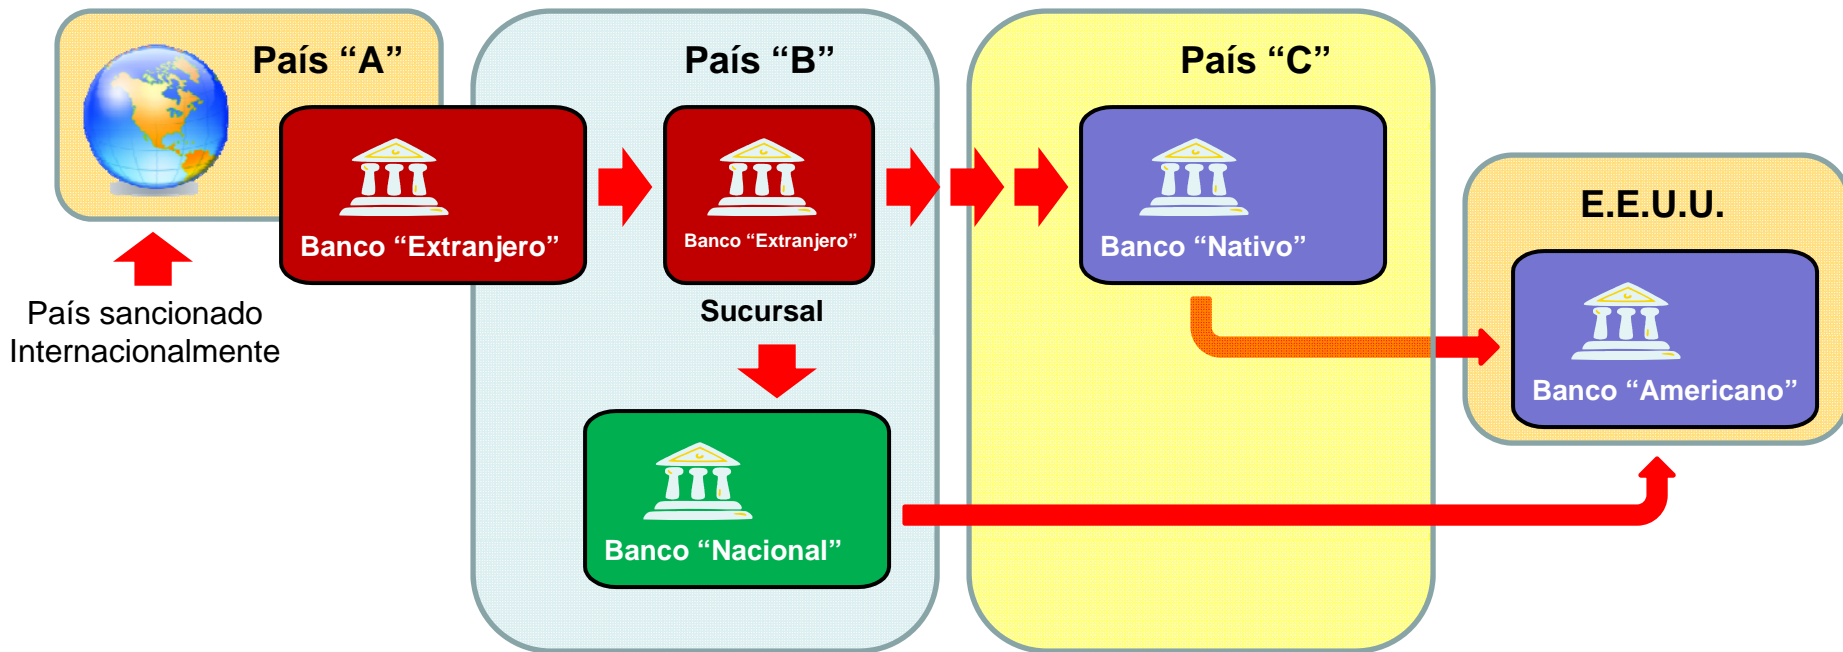 País “A”
País “B”
País “C”
E.E.U.U.
Banco “Extranjero”
Banco “Extranjero”
Banco “Nativo”
Sucursal
País sancionado
Internacionalmente
Banco “Americano”
Banco “Nacional”